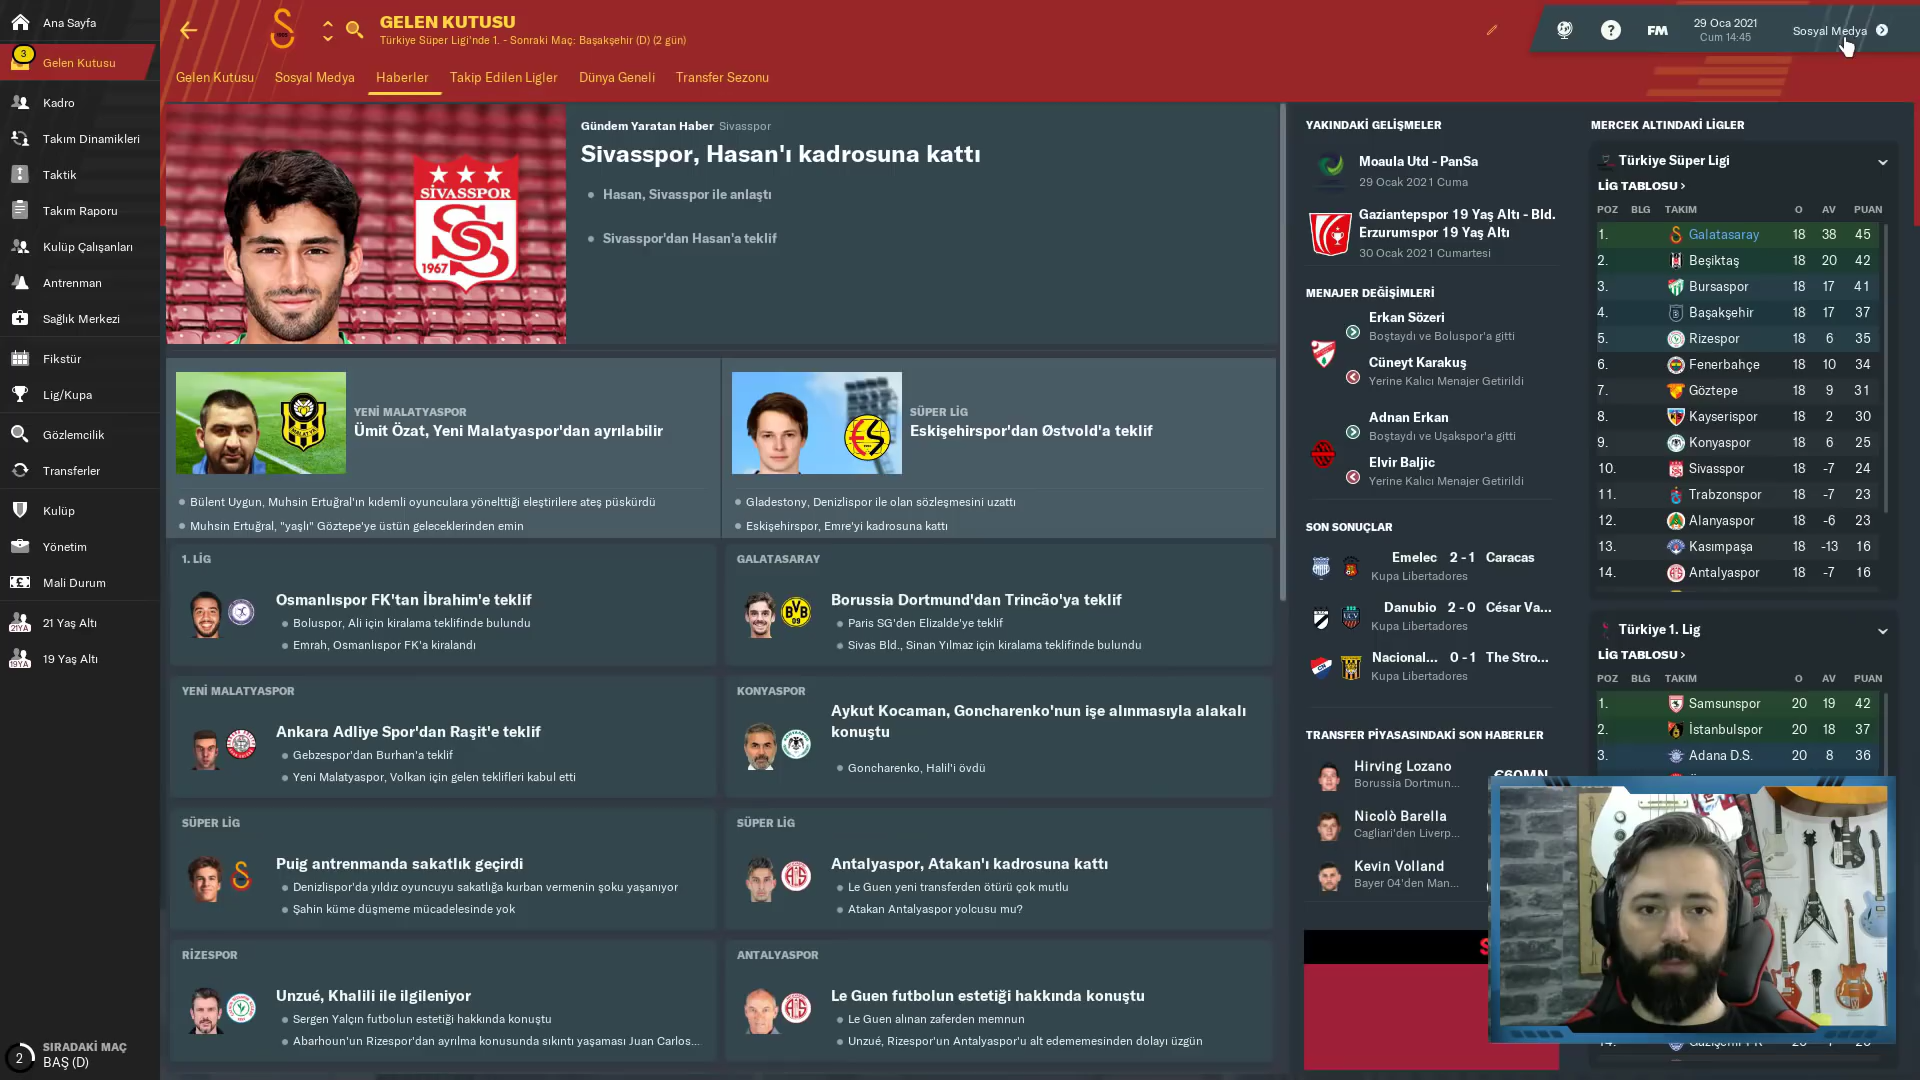 Ana Sayfa
3
Gelen Kutusu
Kadro
Takım Dinamikleri
Taktik
Takım Raporu
Kulüp Çalışanları
Antrenman
Sağlık Merkezi
Fikstür
Lig/Kupa
Gözlemcilik
Transferler
Kulüp
Yönetim
Mali Durum
21YA
21 Yaş Altı
19YA
19 Yaş Altı
2
SIRADAKİ MAÇ
BAŞ (D)
GELEN KUTUSU
Türkiye Süper Ligi'nde 1. - Sonraki Maç: Başakşehir (D) (2 gün)
FM
29 Oca 2021
Cum 14:45
Sosyal Medya
Gelen Kutusu
Sosyal Medya
Haberler
Takip Edilen Ligler
Dünya Geneli
Transfer Sezonu
SİVASSPOR
1967
Gündem Yaratan Haber Sivasspor
Sivasspor, Hasan'ı kadrosuna kattı
Hasan, Sivasspor ile anlaştı
Sivasspor'dan Hasan'a teklif
YENİ MALATYASPOR
Ümit Özat, Yeni Malatyaspor'dan ayrılabilir
Bülent Uygun, Muhsin Ertuğral'ın kıdemli oyunculara yönelttiği eleştirilere ateş püskürdü
Muhsin Ertuğral, "yaşlı" Göztepe'ye üstün geleceklerinden emin
SÜPER LİG
Eskişehirspor'dan Østvold'a teklif
Gladestony, Denizlispor ile olan sözleşmesini uzattı
Eskişehirspor, Emre'yi kadrosuna kattı
1. LİG
Osmanlıspor FK'tan İbrahim'e teklif
Boluspor, Ali için kiralama teklifinde bulundu
Emrah, Osmanlıspor FK'a kiralandı
GALATASARAY
BVB
09
Borussia Dortmund'dan Trincão'ya teklif
Paris SG'den Elizalde'ye teklif
Sivas Bld., Sinan Yılmaz için kiralama teklifinde bulundu
YENİ MALATYASPOR
Ankara Adliye Spor'dan Raşit'e teklif
Gebzespor'dan Burhan'a teklif
Yeni Malatyaspor, Volkan için gelen teklifleri kabul etti
KONYASPOR
Aykut Kocaman, Goncharenko'nun işe alınmasıyla alakalı
konuştu
Goncharenko, Halil'i övdü
SÜPER LİG
Puig antrenmanda sakatlık geçirdi
Denizlispor'da yıldız oyuncuyu sakatlığa kurban vermenin şoku yaşanıyor
Şahin küme düşmeme mücadelesinde yok
SÜPER LİG
Antalyaspor, Atakan'ı kadrosuna kattı
Le Guen yeni transferden ötürü çok mutlu
Atakan Antalyaspor yolcusu mu?
RİZESPOR
Unzué, Khalili ile ilgileniyor
Sergen Yalçın futbolun estetiği hakkında konuştu
Abarhoun'un Rizespor'dan ayrılma konusunda sıkıntı yaşaması Juan Carlos...
ANTALYASPOR
Le Guen futbolun estetiği hakkında konuştu
Le Guen alınan zaferden memnun
Unzué, Rizespor'un Antalyaspor'u alt edememesinden dolayı üzgün
YAKINDAKİ GELİŞMELER
Moaula Utd - PanSa
29 Ocak 2021 Cuma
Gaziantepspor 19 Yaş Altı - Bld.
Erzurumspor 19 Yaş Altı
30 Ocak 2021 Cumartesi
MENAJER DEĞİŞİMLERİ
Erkan Sözeri
Boştaydı ve Boluspor'a gitti
Cüneyt Karakuş
Yerine Kalıcı Menajer Getirildi
Adnan Erkan
Boştaydı ve Uşakspor'a gitti
Elvir Baljic
Yerine Kalıcı Menajer Getirildi
SON SONUÇLAR
Emelec 2 - 1 Caracas
Kupa Libertadores
Danubio 2 - 0 César Va...
Kupa Libertadores
Nacional... 0 - 1 The Stro...
Kupa Libertadores
TRANSFER PİYASASINDAKİ SON HABERLER
Hirving Lozano
Borussia Dortmun...
€60MN
Nicolò Barella
Cagliari'den Liverp...
Kevin Volland
Bayer 04'den Man...
MERCEK ALTINDAKİ LİGLER
Türkiye Süper Ligi
LİG TABLOSU ›
POZ BLG TAKIM O AV PUAN
1. Galatasaray 18 38 45
2. Beşiktaş 18 20 42
3. Bursaspor 18 17 41
4. Başakşehir 18 17 37
5. Rizespor 18 6 35
6. Fenerbahçe 18 10 34
7. Göztepe 18 9 31
8. Kayserispor 18 2 30
9. Konyaspor 18 6 25
10. Sivasspor 18 -7 24
11. Trabzonspor 18 -7 23
12. Alanyaspor 18 -6 23
13. Kasımpaşa 18 -13 16
14. Antalyaspor 18 -7 16
Türkiye 1. Lig
LİG TABLOSU ›
POZ BLG TAKIM O AV PUAN
1. Samsunspor 20 19 42
2. İstanbulspor 20 18 37
3. Adana D.S. 20 8 36